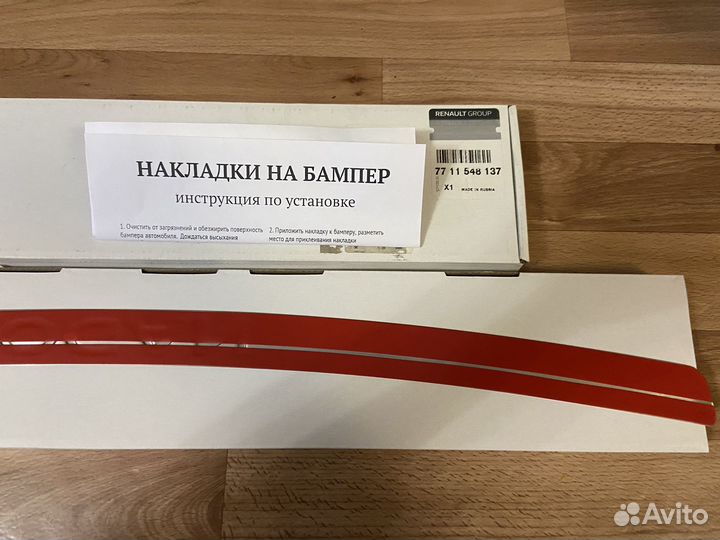 RENAULT GROUP
77 11 548 137
X1 MADE IN RUSSIA
НАКЛАДКИ НА БАМПЕР
инструкция по установке
1. Очистить от загрязнений и обезжирить поверхность
бампера автомобиля. Дождаться высыхания
2. Приложить накладку к бамперу, разметить
место для приклеивания накладки
Avito